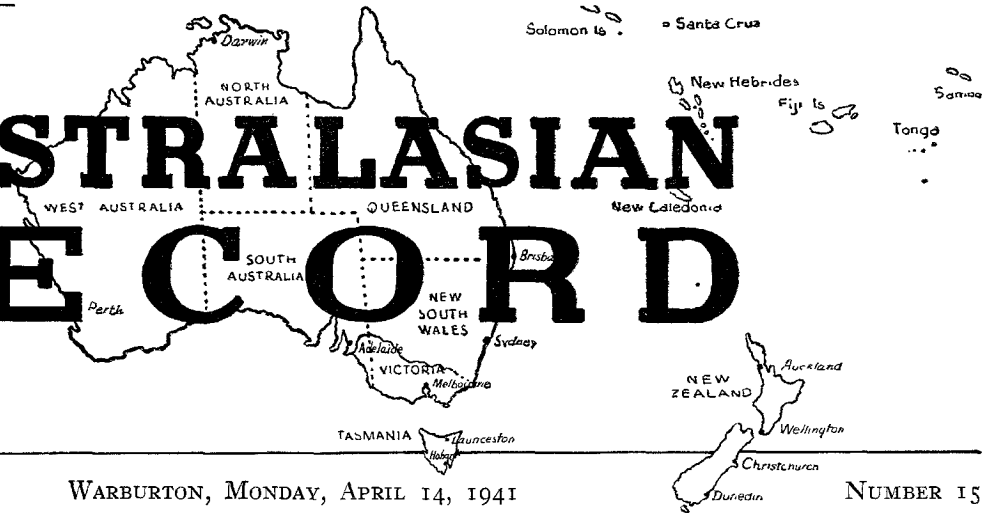 Solomon Is
Santa Cruz
Darwin
NORTH
AUSTRALIA
New Hebrides
Fiji Is
Samoa
Tonga
STRALASIAN
WEST AUSTRALIA
QUEENSLAND
New Caledonia
ECORD
SOUTH
AUSTRALIA
Brisba
Perth
NEW
SOUTH
WALES
Sydney
Adelaide
VICTORIA
Melbourne
NEW
ZEALAND
Auckland
Wellington
TASMANIA
Launceston
Hobart
Christchurch
Dunedin
WARBURTON, MONDAY, APRIL 14, 1941
NUMBER 15